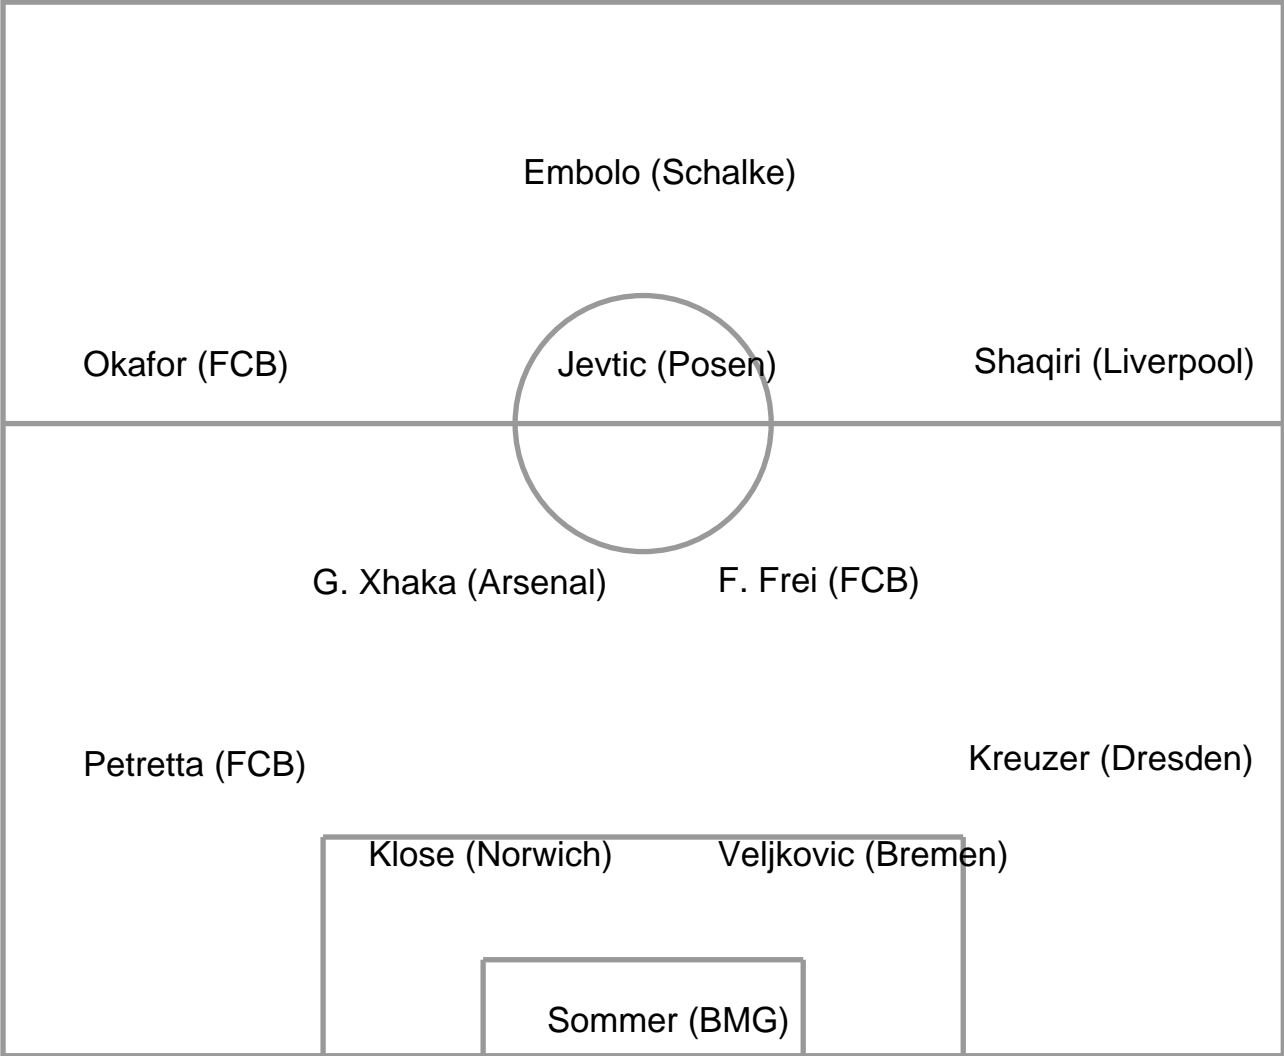 Embolo (Schalke)
Okafor (FCB)
Jevtic (Posen)
Shaqiri (Liverpool)
G. Xhaka (Arsenal)
F. Frei (FCB)
Petretta (FCB)
Kreuzer (Dresden)
Klose (Norwich)
Veljkovic (Bremen)
Sommer (BMG)